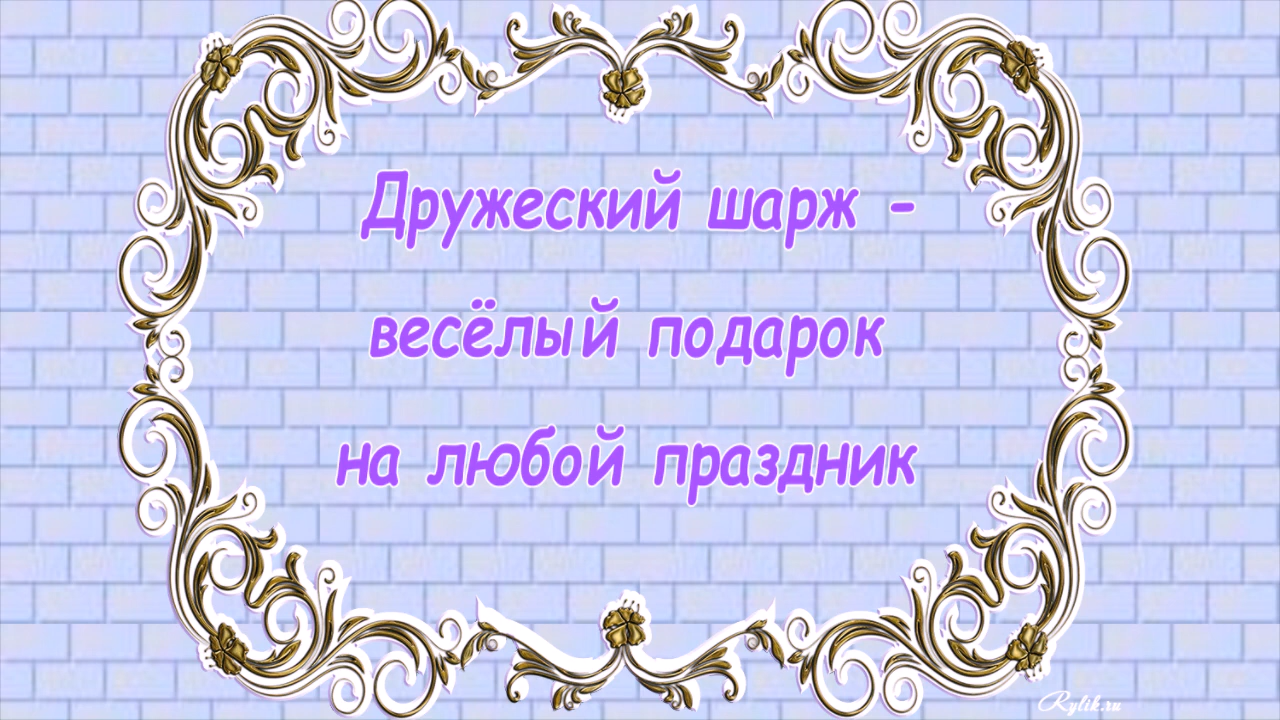 Дружеский шарж -
весёлый подарок
на любой праздник
Rylik.ru